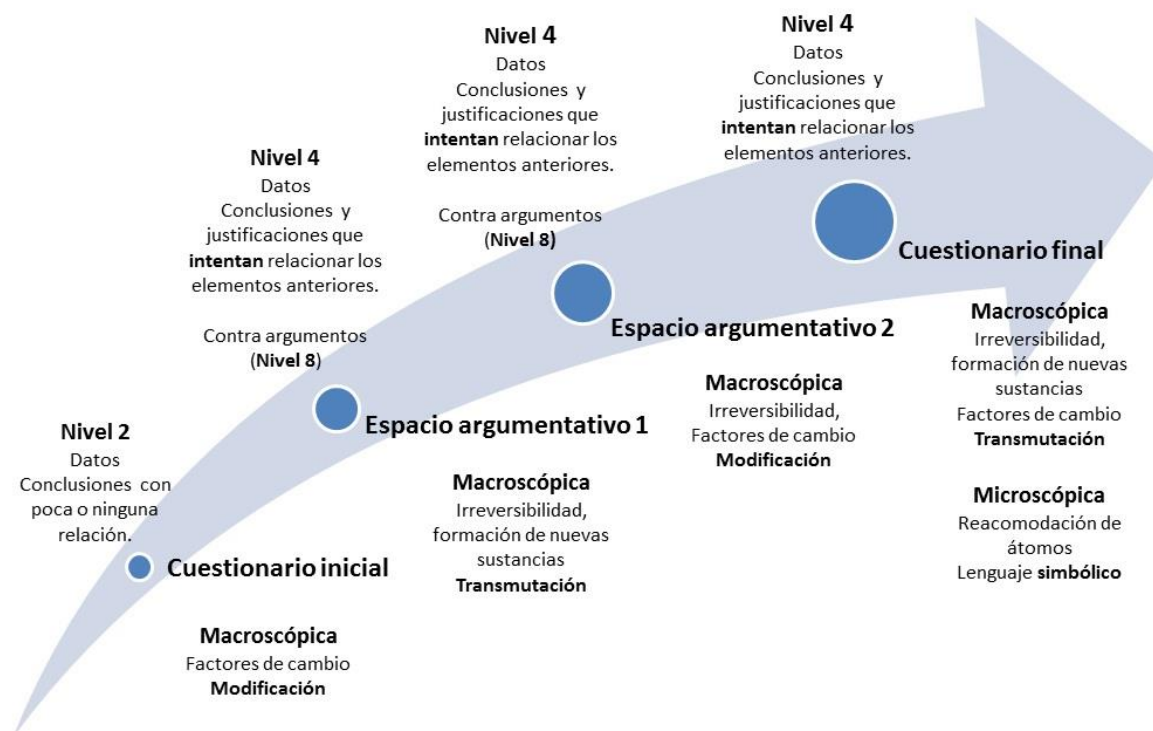 Nivel 2
Datos
Conclusiones con
poca o ninguna
relación.
Cuestionario inicial
Macroscópica
Factores de cambio
Modificación
Nivel 4
Datos
Conclusiones y
justificaciones que
intentan relacionar los
elementos anteriores.
Contra argumentos
(Nivel 8)
Espacio argumentativo 1
Macroscópica
Irreversibilidad,
formación de nuevas
sustancias
Transmutación
Nivel 4
Datos
Conclusiones y
justificaciones que
intentan relacionar los
elementos anteriores.
Contra argumentos
(Nivel 8)
Espacio argumentativo 2
Macroscópica
Irreversibilidad,
Factores de cambio
Modificación
Nivel 4
Datos
Conclusiones y
justificaciones que
intentan relacionar los
elementos anteriores.
Cuestionario final
Macroscópica
Irreversibilidad,
formación de nuevas
sustancias
Factores de cambio
Transmutación
Microscópica
Reacomodación de
átomos
Lenguaje simbólico